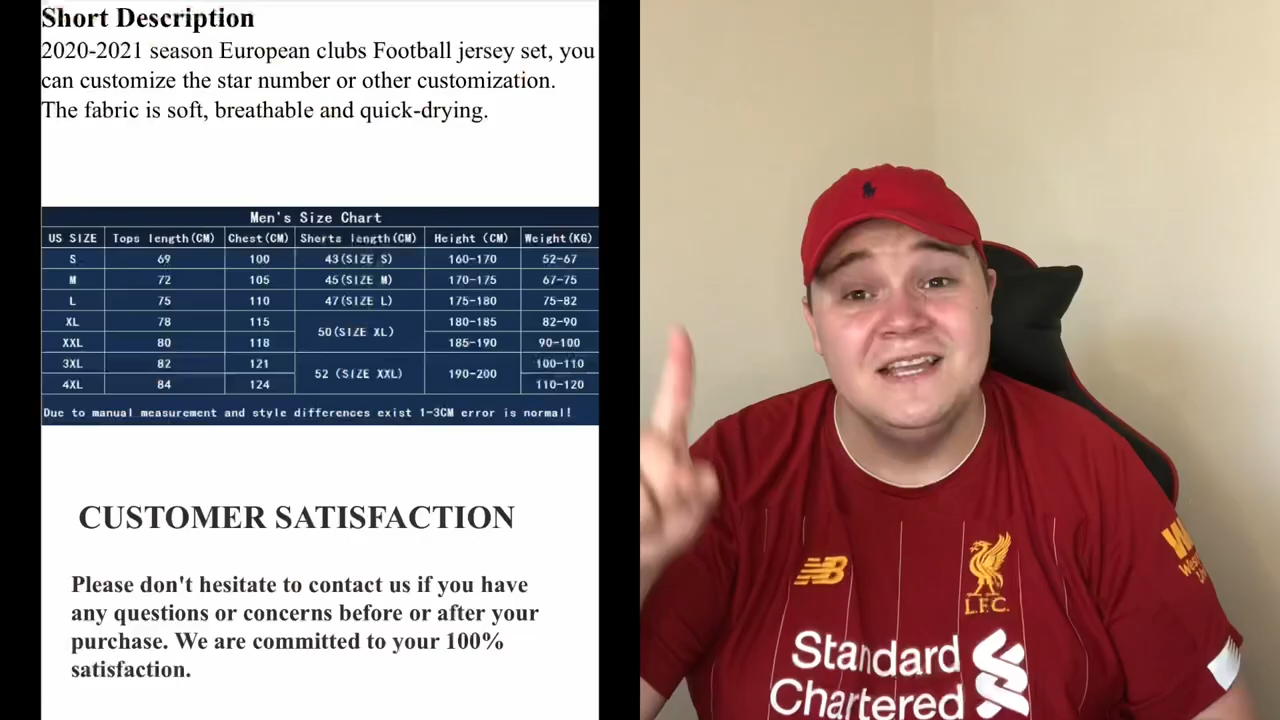 Short Description
2020-2021 season European clubs Football jersey set, you
can customize the star number or other customization.
The fabric is soft, breathable and quick-drying.
Men's Size Chart
US SIZE Tops length(CM) Chest(CM) Shorts length(CM) Height (CM) Weight(KG)
S 69 100 43(SIZE S) 160-170 52-67
M 72 105 45(SIZE M) 170-175 67-75
L 75 110 47(SIZE L) 175-180 75-82
XL 78 115 50(SIZE XL) 180-185 82-90
XXL 80 118 185-190 90-100
3XL 82 121 52 (SIZE XXL) 190-200 100-110
4XL 84 124 110-120
Due to manual measurement and style differences exist 1-3CM error is normal!
CUSTOMER SATISFACTION
Please don't hesitate to contact us if you have
any questions or concerns before or after your
purchase. We are committed to your 100%
satisfaction.
NB
L.F.C.
Standard
Chartered